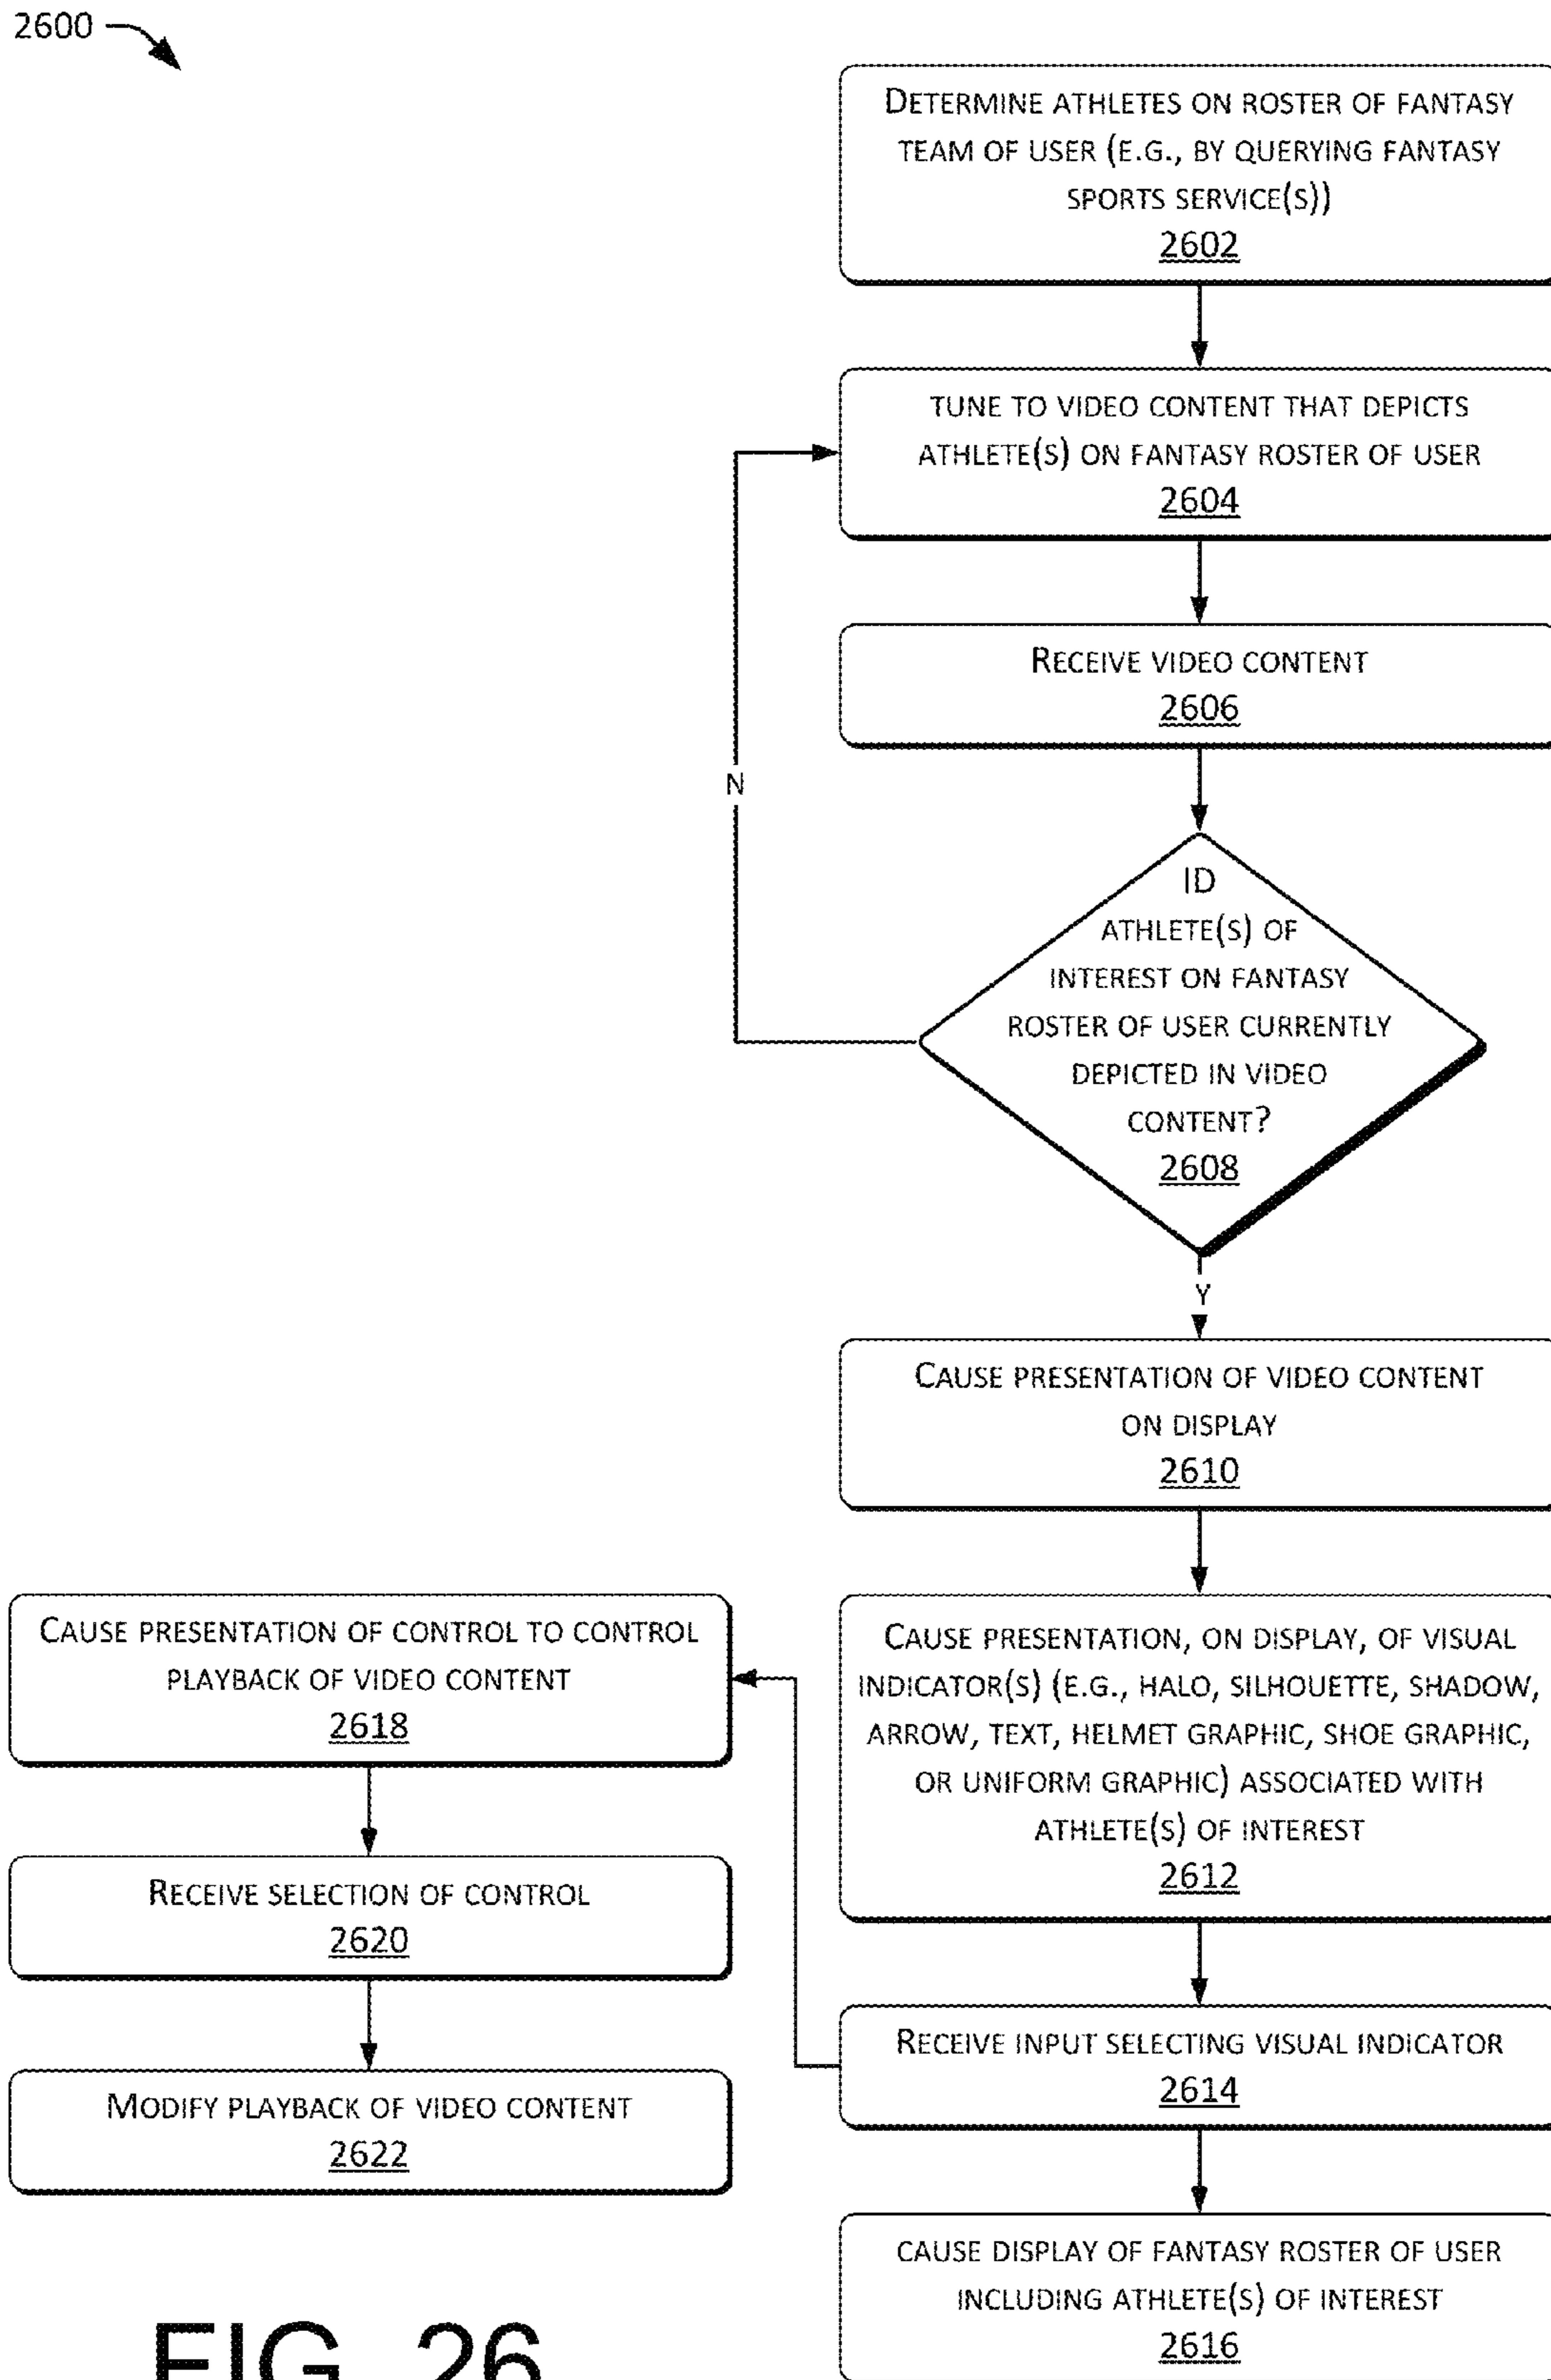 2600
DETERMINE ATHLETES ON ROSTER OF FANTASY
TEAM OF USER (E.G., BY QUERYING FANTASY
SPORTS SERVICE(S))
2602
TUNE TO VIDEO CONTENT THAT DEPICTS
ATHLETE(S) ON FANTASY ROSTER OF USER
2604
RECEIVE VIDEO CONTENT
2606
N
ID
ATHLETE(S) OF
INTEREST ON FANTASY
ROSTER OF USER CURRENTLY
DEPICTED IN VIDEO
CONTENT?
2608
Y
CAUSE PRESENTATION OF VIDEO CONTENT
ON DISPLAY
2610
CAUSE PRESENTATION, ON DISPLAY, OF VISUAL
INDICATOR(S) (E.G., HALO, SILHOUETTE, SHADOW,
ARROW, TEXT, HELMET GRAPHIC, SHOE GRAPHIC,
OR UNIFORM GRAPHIC) ASSOCIATED WITH
ATHLETE(S) OF INTEREST
2612
RECEIVE INPUT SELECTING VISUAL INDICATOR
2614
CAUSE DISPLAY OF FANTASY ROSTER OF USER
INCLUDING ATHLETE(S) OF INTEREST
2616
CAUSE PRESENTATION OF CONTROL TO CONTROL
PLAYBACK OF VIDEO CONTENT
2618
RECEIVE SELECTION OF CONTROL
2620
MODIFY PLAYBACK OF VIDEO CONTENT
2622
FIG. 26